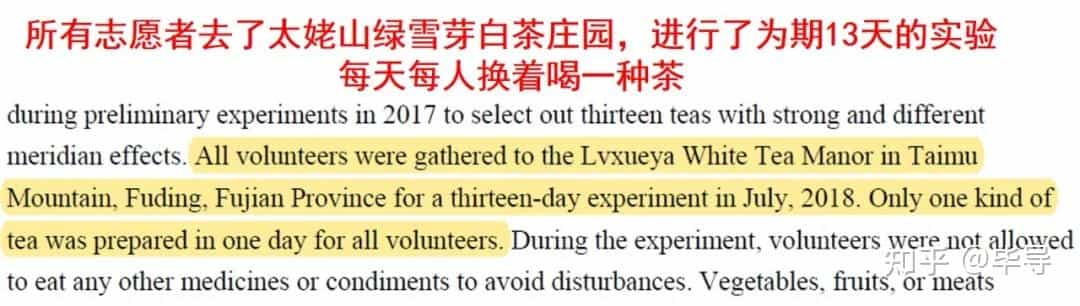 所有志愿者去了太姥山绿雪芽白茶庄园，进行了为期13天的实验
每天每人换着喝一种茶
during preliminary experiments in 2017 to select out thirteen teas with strong and different
meridian effects. All volunteers were gathered to the Lvxueya White Tea Manor in Taimu
Mountain, Fuding, Fujian Province for a thirteen-day experiment in July, 2018. Only one kind of
tea was prepared in one day for all volunteers. During the experiment, volunteers were not allowed
to eat any other medicines or condiments to avoid disturbances. Vegetables, fruits, or meats
知乎 @毕导